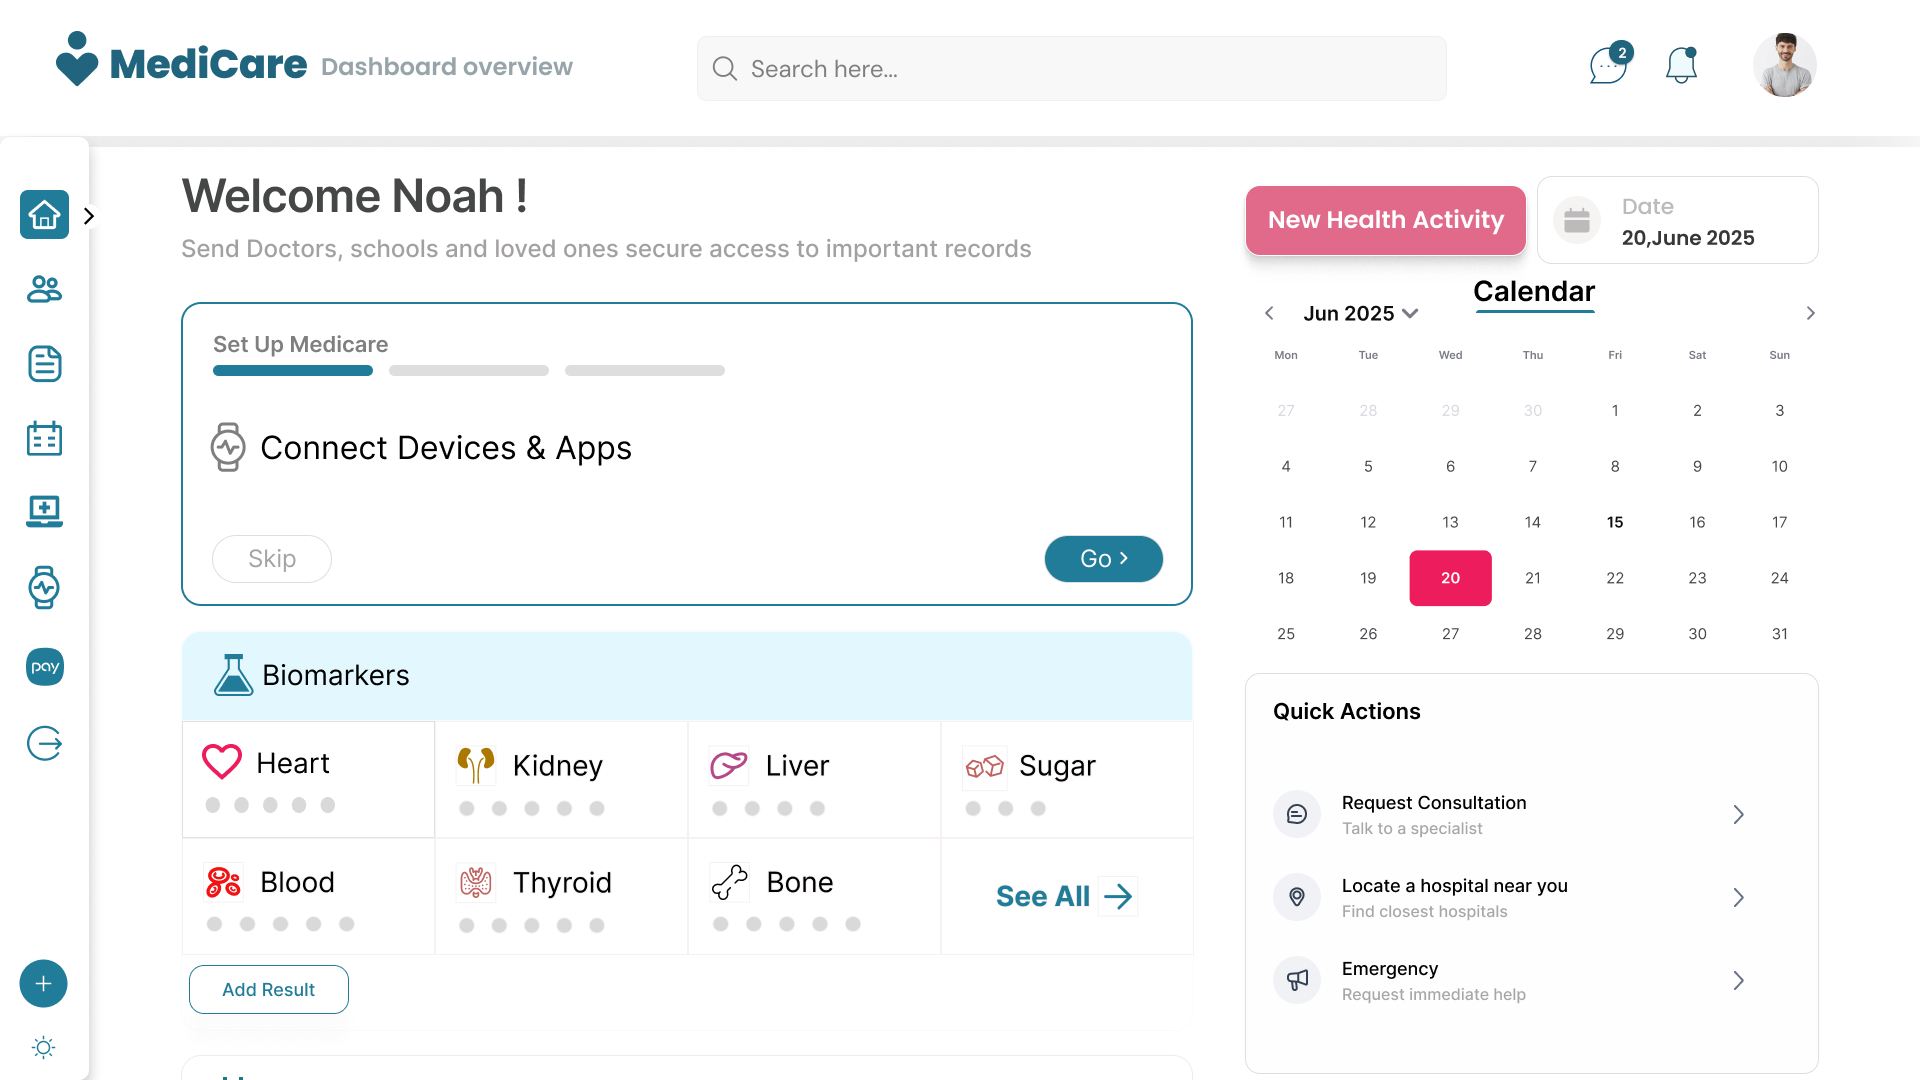 MediCare
Dashboard overview
Search here...
2
Welcome Noah !
Send Doctors, schools and loved ones secure access to important records
New Health Activity
Date
20,June 2025
Calendar
Jun 2025
Mon Tue Wed Thu Fri Sat Sun
27 28 29 30 1 2 3
4 5 6 7 8 9 10
11 12 13 14 15 16 17
18 19 20 21 22 23 24
25 26 27 28 29 30 31
Set Up Medicare
Connect Devices & Apps
Skip
Go
pay
Biomarkers
Heart
Kidney
Liver
Sugar
Blood
Thyroid
Bone
See All
Add Result
Quick Actions
Request Consultation
Talk to a specialist
Locate a hospital near you
Find closest hospitals
Emergency
Request immediate help